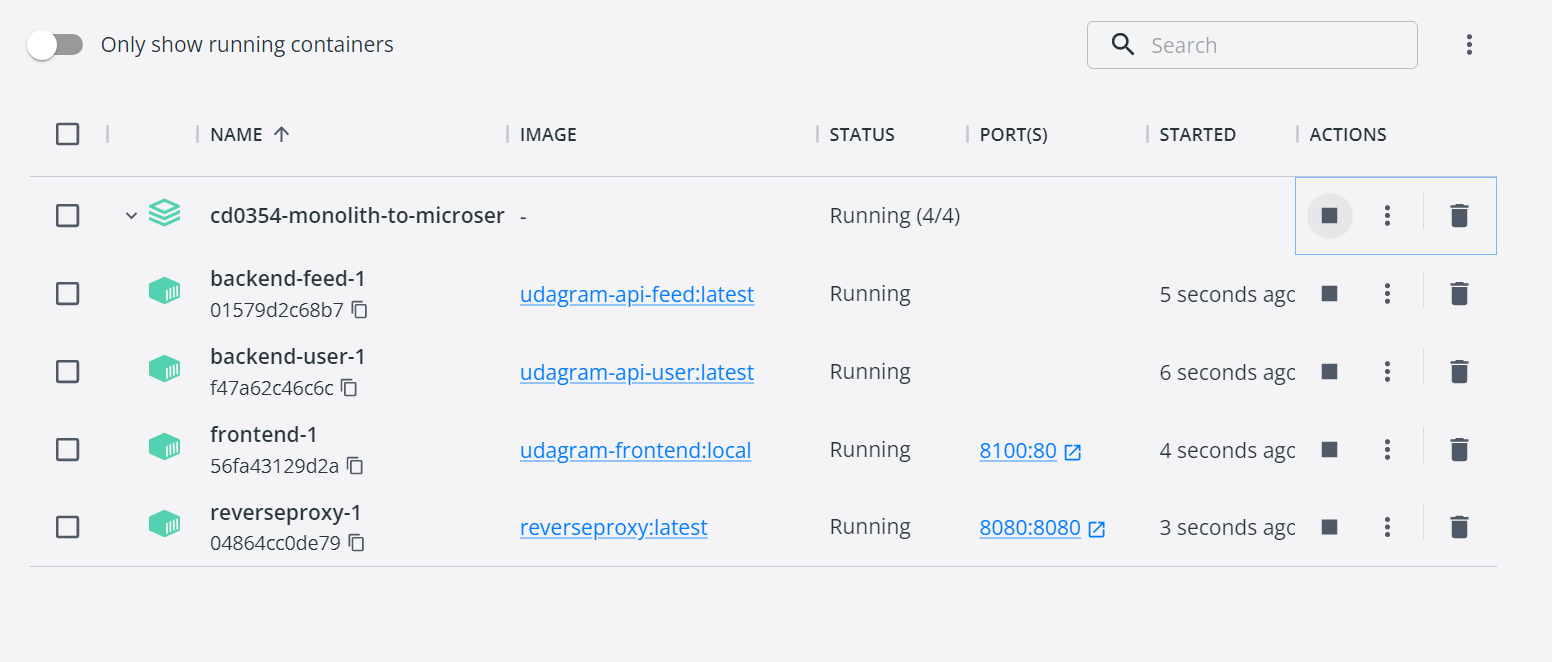 Only show running containers
Search
NAME IMAGE STATUS PORT(S) STARTED ACTIONS
cd0354-monolith-to-microser - Running (4/4)
backend-feed-1
01579d2c68b7 udagram-api-feed:latest Running 5 seconds agc
backend-user-1
f47a62c46c6c udagram-api-user:latest Running 6 seconds agc
frontend-1
56fa43129d2a udagram-frontend:local Running 8100:80 4 seconds agc
reverseproxy-1
04864cc0de79 reverseproxy:latest Running 8080:8080 3 seconds agc